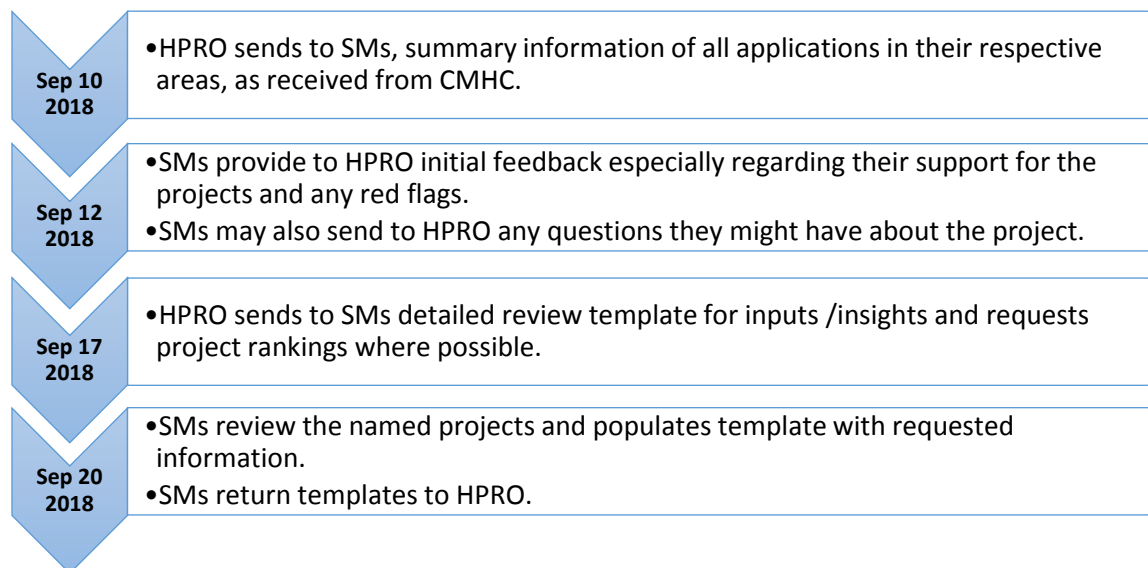 Sep 10
2018
•HPRO sends to SMs, summary information of all applications in their respective
areas, as received from CMHC.
Sep 12
2018
•SMs provide to HPRO initial feedback especially regarding their support for the
projects and any red flags.
•SMs may also send to HPRO any questions they might have about the project.
Sep 17
2018
•HPRO sends to SMs detailed review template for inputs /insights and requests
project rankings where possible.
Sep 20
2018
•SMs review the named projects and populates template with requested
information.
•SMs return templates to HPRO.